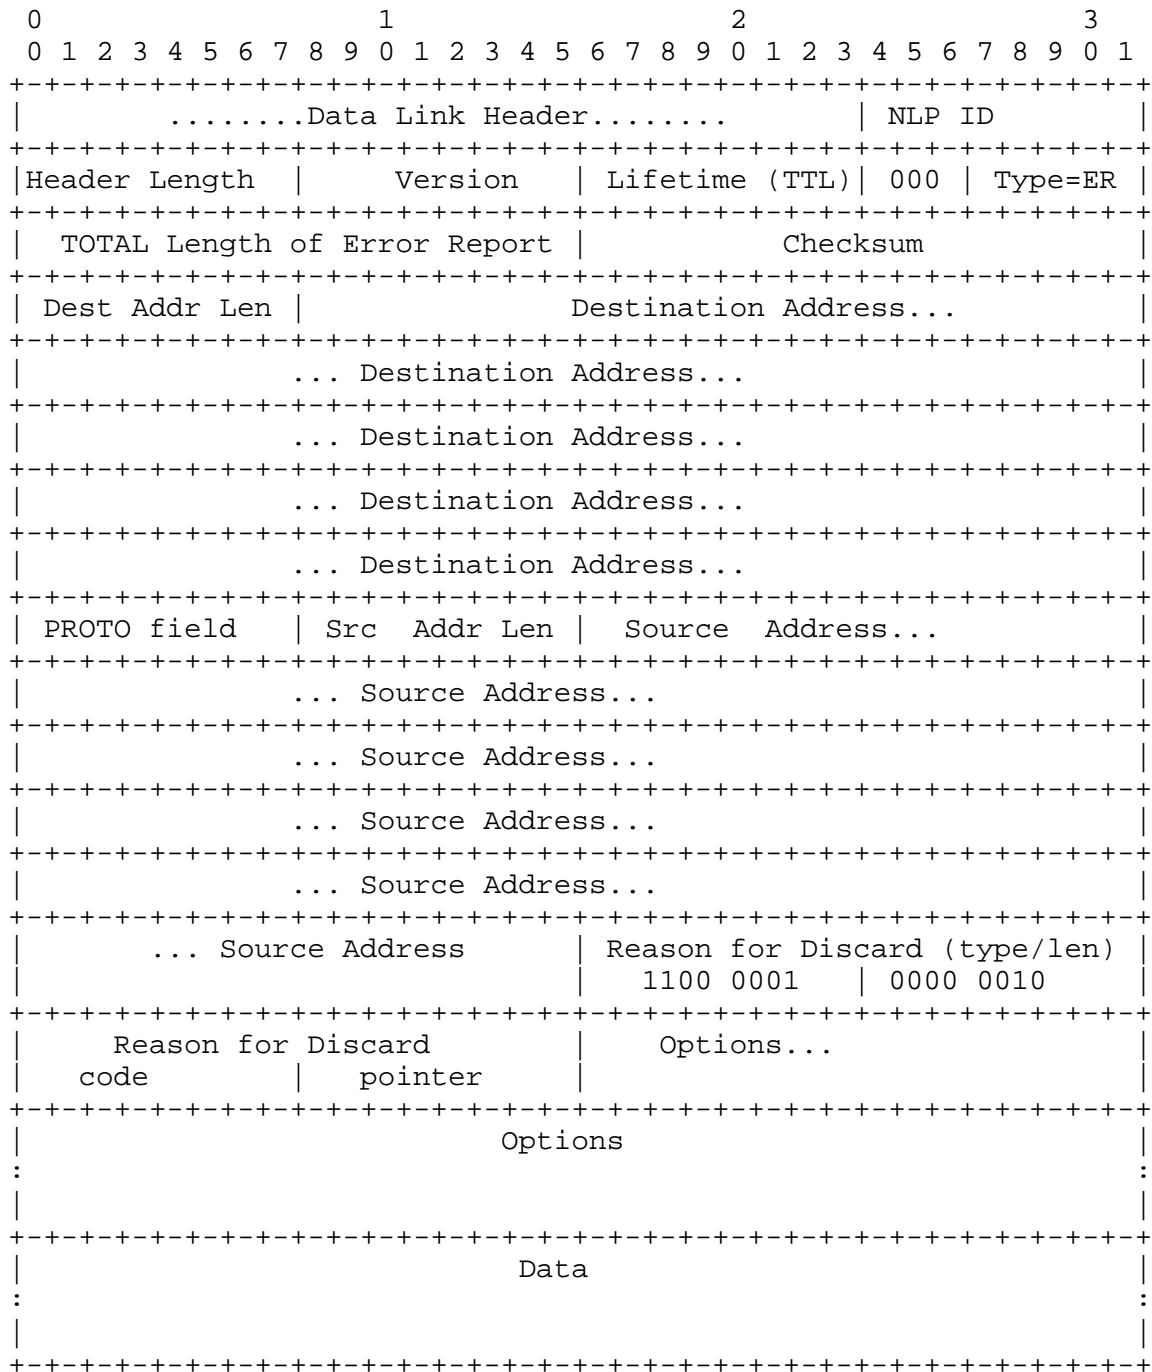 0                   1                   2                   3
 0 1 2 3 4 5 6 7 8 9 0 1 2 3 4 5 6 7 8 9 0 1 2 3 4 5 6 7 8 9 0 1
+-+-+-+-+-+-+-+-+-+-+-+-+-+-+-+-+-+-+-+-+-+-+-+-+-+-+-+-+-+-+-+-+
|        ........Data Link Header........       | NLP ID        |
+-+-+-+-+-+-+-+-+-+-+-+-+-+-+-+-+-+-+-+-+-+-+-+-+-+-+-+-+-+-+-+-+
|Header Length  |     Version   | Lifetime (TTL)| 000 | Type=ER |
+-+-+-+-+-+-+-+-+-+-+-+-+-+-+-+-+-+-+-+-+-+-+-+-+-+-+-+-+-+-+-+-+
|  TOTAL Length of Error Report |           Checksum            |
+-+-+-+-+-+-+-+-+-+-+-+-+-+-+-+-+-+-+-+-+-+-+-+-+-+-+-+-+-+-+-+-+
| Dest Addr Len |               Destination Address...          |
+-+-+-+-+-+-+-+-+-+-+-+-+-+-+-+-+-+-+-+-+-+-+-+-+-+-+-+-+-+-+-+-+
|               ... Destination Address...                      |
+-+-+-+-+-+-+-+-+-+-+-+-+-+-+-+-+-+-+-+-+-+-+-+-+-+-+-+-+-+-+-+-+
|               ... Destination Address...                      |
+-+-+-+-+-+-+-+-+-+-+-+-+-+-+-+-+-+-+-+-+-+-+-+-+-+-+-+-+-+-+-+-+
|               ... Destination Address...                      |
+-+-+-+-+-+-+-+-+-+-+-+-+-+-+-+-+-+-+-+-+-+-+-+-+-+-+-+-+-+-+-+-+
|               ... Destination Address...                      |
+-+-+-+-+-+-+-+-+-+-+-+-+-+-+-+-+-+-+-+-+-+-+-+-+-+-+-+-+-+-+-+-+
| PROTO field   | Src  Addr Len |  Source  Address...           |
+-+-+-+-+-+-+-+-+-+-+-+-+-+-+-+-+-+-+-+-+-+-+-+-+-+-+-+-+-+-+-+-+
|               ... Source Address...                           |
+-+-+-+-+-+-+-+-+-+-+-+-+-+-+-+-+-+-+-+-+-+-+-+-+-+-+-+-+-+-+-+-+
|               ... Source Address...                           |
+-+-+-+-+-+-+-+-+-+-+-+-+-+-+-+-+-+-+-+-+-+-+-+-+-+-+-+-+-+-+-+-+
|               ... Source Address...                           |
+-+-+-+-+-+-+-+-+-+-+-+-+-+-+-+-+-+-+-+-+-+-+-+-+-+-+-+-+-+-+-+-+
|               ... Source Address...                           |
+-+-+-+-+-+-+-+-+-+-+-+-+-+-+-+-+-+-+-+-+-+-+-+-+-+-+-+-+-+-+-+-+
|       ... Source Address      | Reason for Discard (type/len) |
|                               |   1100 0001   | 0000 0010     |
+-+-+-+-+-+-+-+-+-+-+-+-+-+-+-+-+-+-+-+-+-+-+-+-+-+-+-+-+-+-+-+-+
|     Reason for Discard        |    Options...                 |
|   code        |   pointer     |                               |
+-+-+-+-+-+-+-+-+-+-+-+-+-+-+-+-+-+-+-+-+-+-+-+-+-+-+-+-+-+-+-+-+
|                           Options                             |
:                                                               :
|                                                               |
+-+-+-+-+-+-+-+-+-+-+-+-+-+-+-+-+-+-+-+-+-+-+-+-+-+-+-+-+-+-+-+-+
|                            Data                               |
:                                                               :
|                                                               |
+-+-+-+-+-+-+-+-+-+-+-+-+-+-+-+-+-+-+-+-+-+-+-+-+-+-+-+-+-+-+-+-+